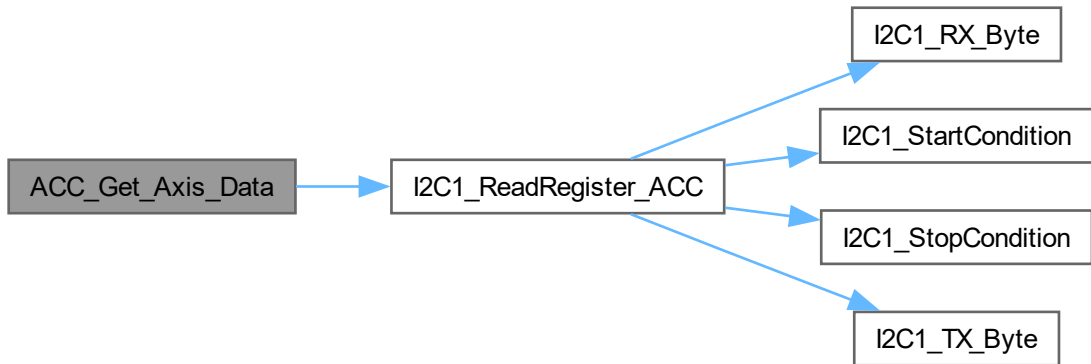 I2C1_RX_Byte
I2C1_StartCondition
ACC_Get_Axis_Data
I2C1_ReadRegister_ACC
I2C1_StopCondition
I2C1_TX_Byte